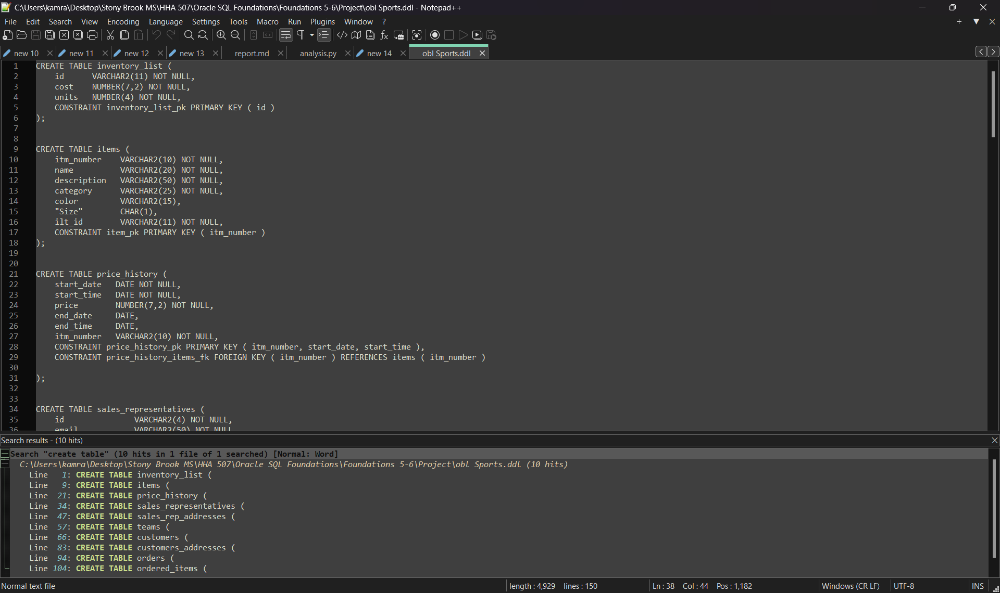 C:\Users\kamra\Desktop\Stony Brook MS\HHA 507\Oracle SQL Foundations\Foundations 5-6\Project\obl Sports.ddl - Notepad++
File Edit Search View Encoding Language Settings Tools Macro Run Plugins Window ?
new 10 new 11 new 12 new 13 report.md analysis.py new 14 obl Sports.ddl
1 CREATE TABLE inventory_list (
2 id VARCHAR2(11) NOT NULL,
3 cost NUMBER(7,2) NOT NULL,
4 units NUMBER(4) NOT NULL,
5 CONSTRAINT inventory_list_pk PRIMARY KEY ( id )
6 );
7
8
9 CREATE TABLE items (
10 itm_number VARCHAR2(10) NOT NULL,
11 name VARCHAR2(20) NOT NULL,
12 description VARCHAR2(50) NOT NULL,
13 category VARCHAR2(25) NOT NULL,
14 color VARCHAR2(15),
15 "Size" CHAR(1),
16 ilt_id VARCHAR2(11) NOT NULL,
17 CONSTRAINT item_pk PRIMARY KEY ( itm_number )
18 );
19
20
21 CREATE TABLE price_history (
22 start_date DATE NOT NULL,
23 start_time DATE NOT NULL,
24 price NUMBER(7,2) NOT NULL,
25 end_date DATE,
26 end_time DATE,
27 itm_number VARCHAR2(10) NOT NULL,
28 CONSTRAINT price_history_pk PRIMARY KEY ( itm_number, start_date, start_time ),
29 CONSTRAINT price_history_items_fk FOREIGN KEY ( itm_number ) REFERENCES items ( itm_number )
30
31 );
32
33
34 CREATE TABLE sales_representatives (
35 id VARCHAR2(4) NOT NULL,
36 email VARCHAR2(50) NOT NULL
Search results - (10 hits)
Search "create table" (10 hits in 1 file of 1 searched) [Normal: Word]
C:\Users\kamra\Desktop\Stony Brook MS\HHA 507\Oracle SQL Foundations\Foundations 5-6\Project\obl Sports.ddl (10 hits)
Line 1: CREATE TABLE inventory_list (
Line 9: CREATE TABLE items (
Line 21: CREATE TABLE price_history (
Line 34: CREATE TABLE sales_representatives (
Line 47: CREATE TABLE sales_rep_addresses (
Line 57: CREATE TABLE teams (
Line 66: CREATE TABLE customers (
Line 83: CREATE TABLE customers_addresses (
Line 94: CREATE TABLE orders (
Line 104: CREATE TABLE ordered_items (
Normal text file length : 4,929 lines : 150 Ln : 38 Col : 44 Pos : 1,182 Windows (CR LF) UTF-8 INS